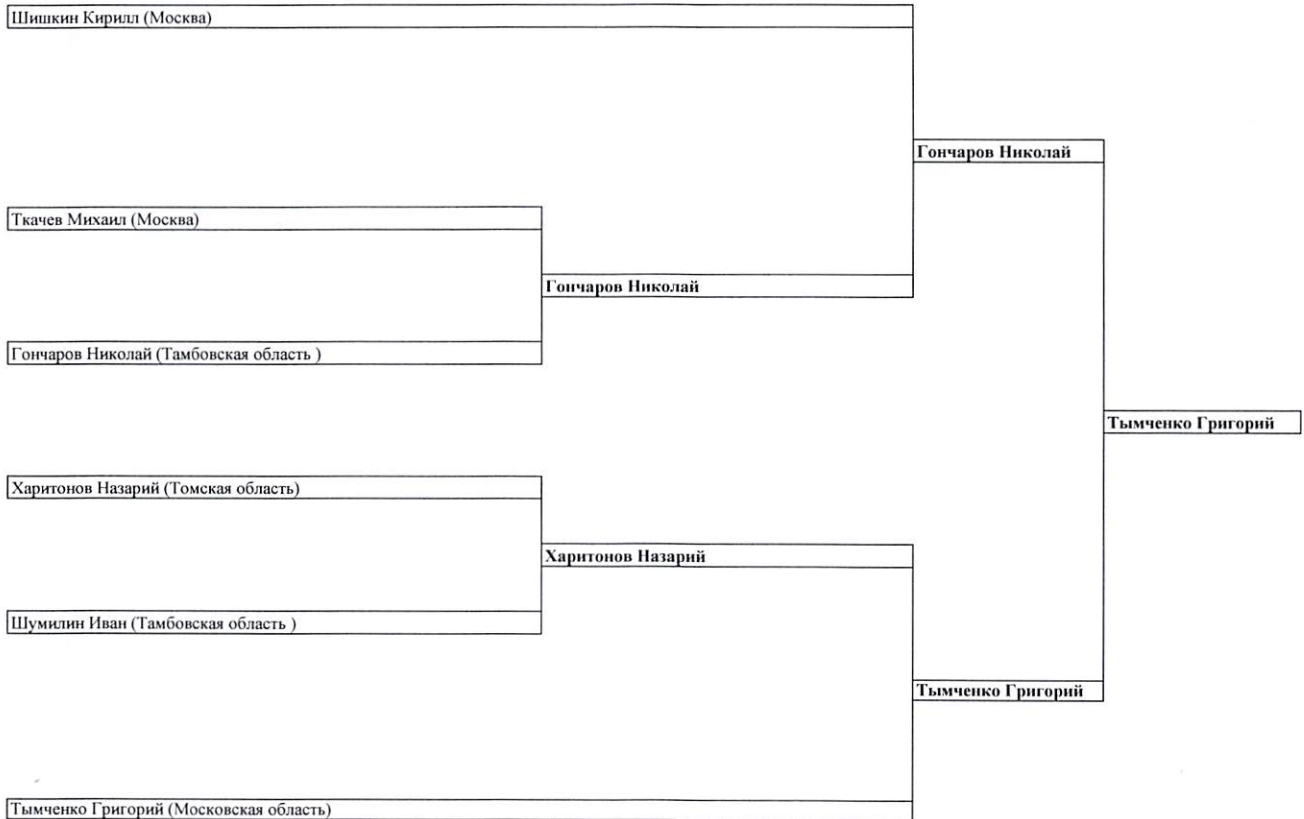 Шишкин Кирилл (Москва)
Гончаров Николай
Ткачев Михаил (Москва)
Гончаров Николай
Гончаров Николай (Тамбовская область )
Тымченко Григорий
Харитонов Назарий (Томская область)
Харитонов Назарий
Шумилин Иван (Тамбовская область )
Тымченко Григорий
Тымченко Григорий (Московская область)